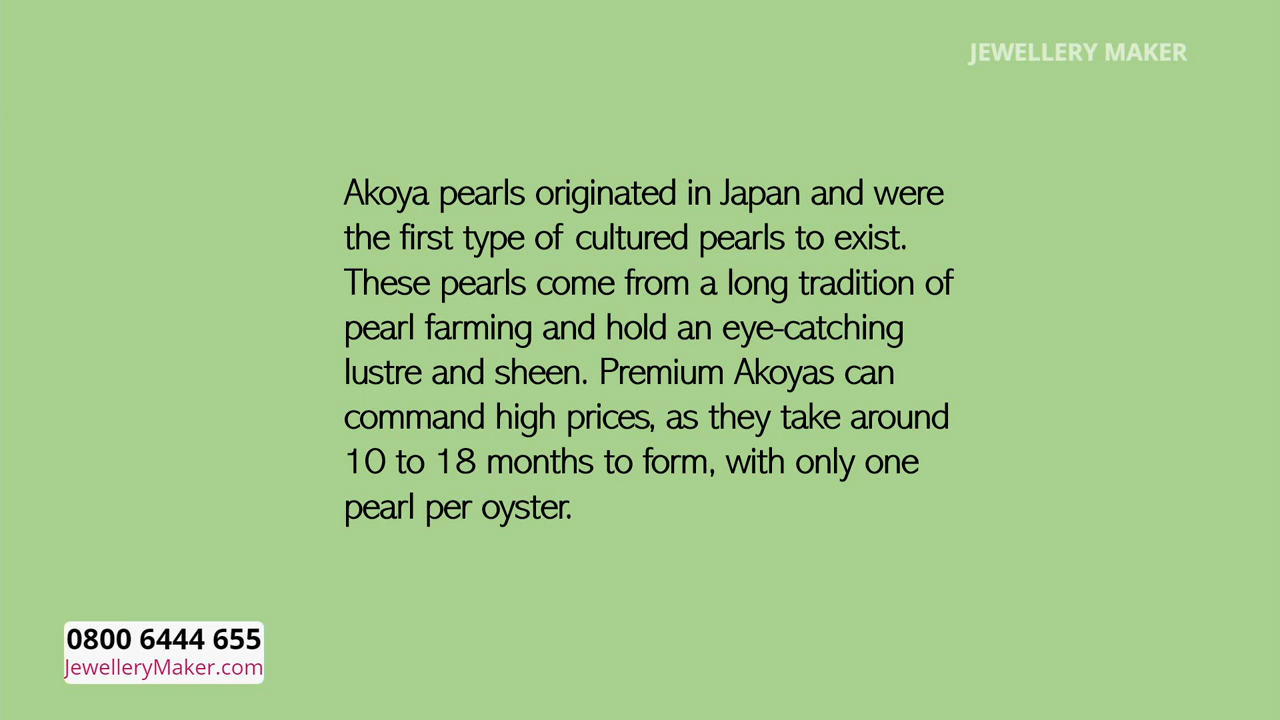 JEWELLERY MAKER
Akoya pearls originated in Japan and were
the first type of cultured pearls to exist.
These pearls come from a long tradition of
pearl farming and hold an eye-catching
lustre and sheen. Premium Akoyas can
command high prices, as they take around
10 to 18 months to form, with only one
pearl per oyster.
0800 6444 655
JewelleryMaker.com